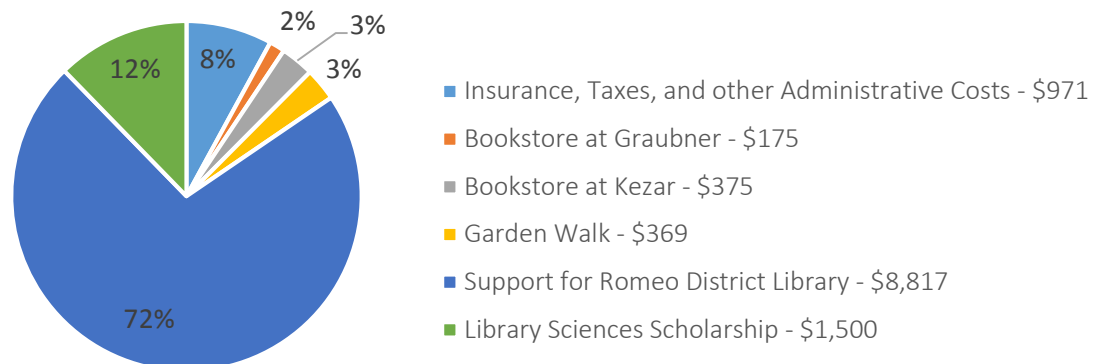 2%
3%
8%
12%
3%
72%
Insurance, Taxes, and other Administrative Costs - $971
Bookstore at Graubner - $175
Bookstore at Kezar - $375
Garden Walk - $369
Support for Romeo District Library - $8,817
Library Sciences Scholarship - $1,500